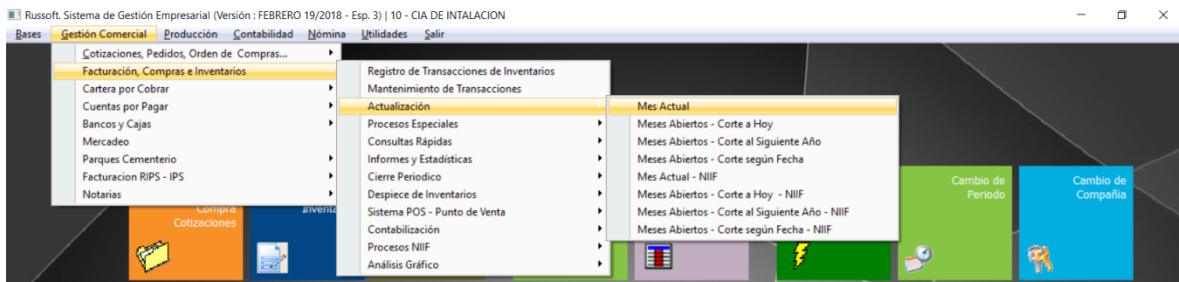 Russoft. Sistema de Gestión Empresarial (Versión : FEBRERO 19/2018 - Esp. 3) | 10 - CIA DE INTALACION
Bases Gestión Comercial Producción Contabilidad Nómina Utilidades Salir
Cotizaciones, Pedidos, Orden de Compras...
Facturación, Compras e Inventarios
Cartera por Cobrar
Cuentas por Pagar
Bancos y Cajas
Mercadeo
Parques Cementerio
Facturacion RIPS - IPS
Notarias
Registro de Transacciones de Inventarios
Mantenimiento de Transacciones
Actualización
Procesos Especiales
Consultas Rápidas
Informes y Estadísticas
Cierre Periodico
Despiece de Inventarios
Sistema POS - Punto de Venta
Contabilización
Procesos NIIF
Análisis Gráfico
Mes Actual
Meses Abiertos - Corte a Hoy
Meses Abiertos - Corte al Siguiente Año
Meses Abiertos - Corte según Fecha
Mes Actual - NIIF
Meses Abiertos - Corte a Hoy - NIIF
Meses Abiertos - Corte al Siguiente Año - NIIF
Meses Abiertos - Corte según Fecha - NIIF
Compra
Cotizaciones
Cambio de
Periodo
Cambio de
Compañia